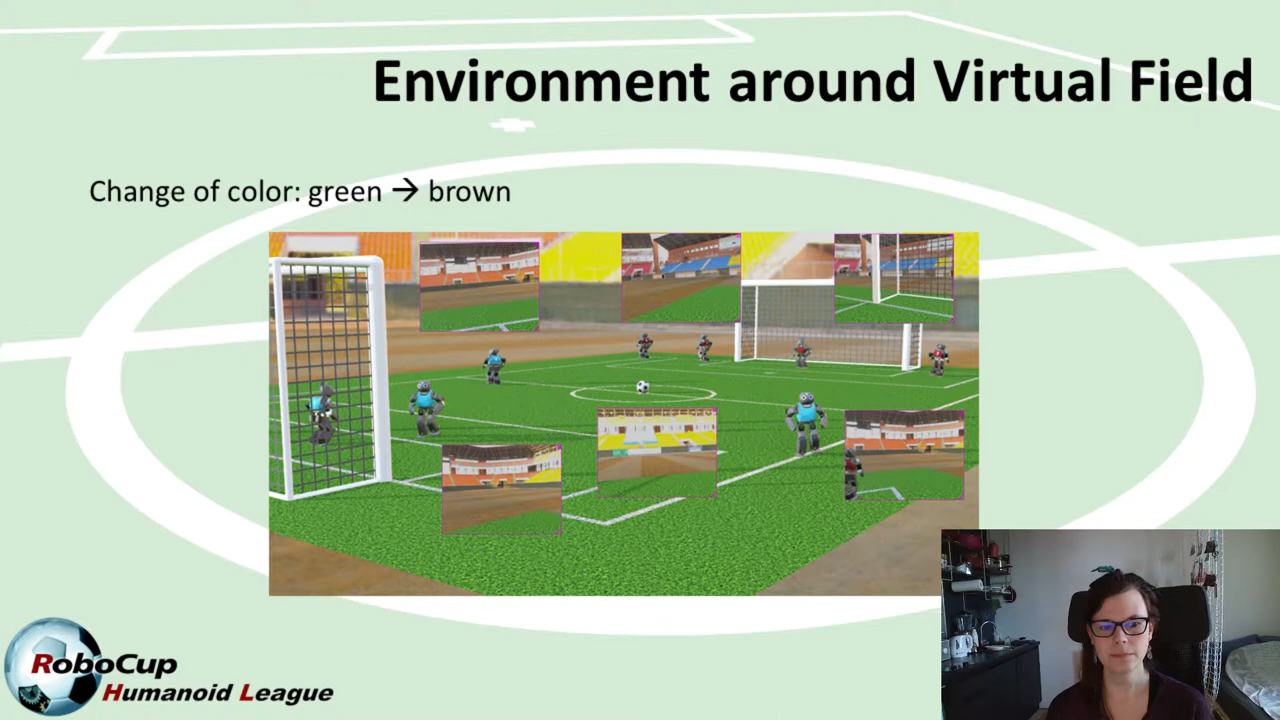 Environment around Virtual Field
Change of color: green → brown
RoboCup
Humanoid League